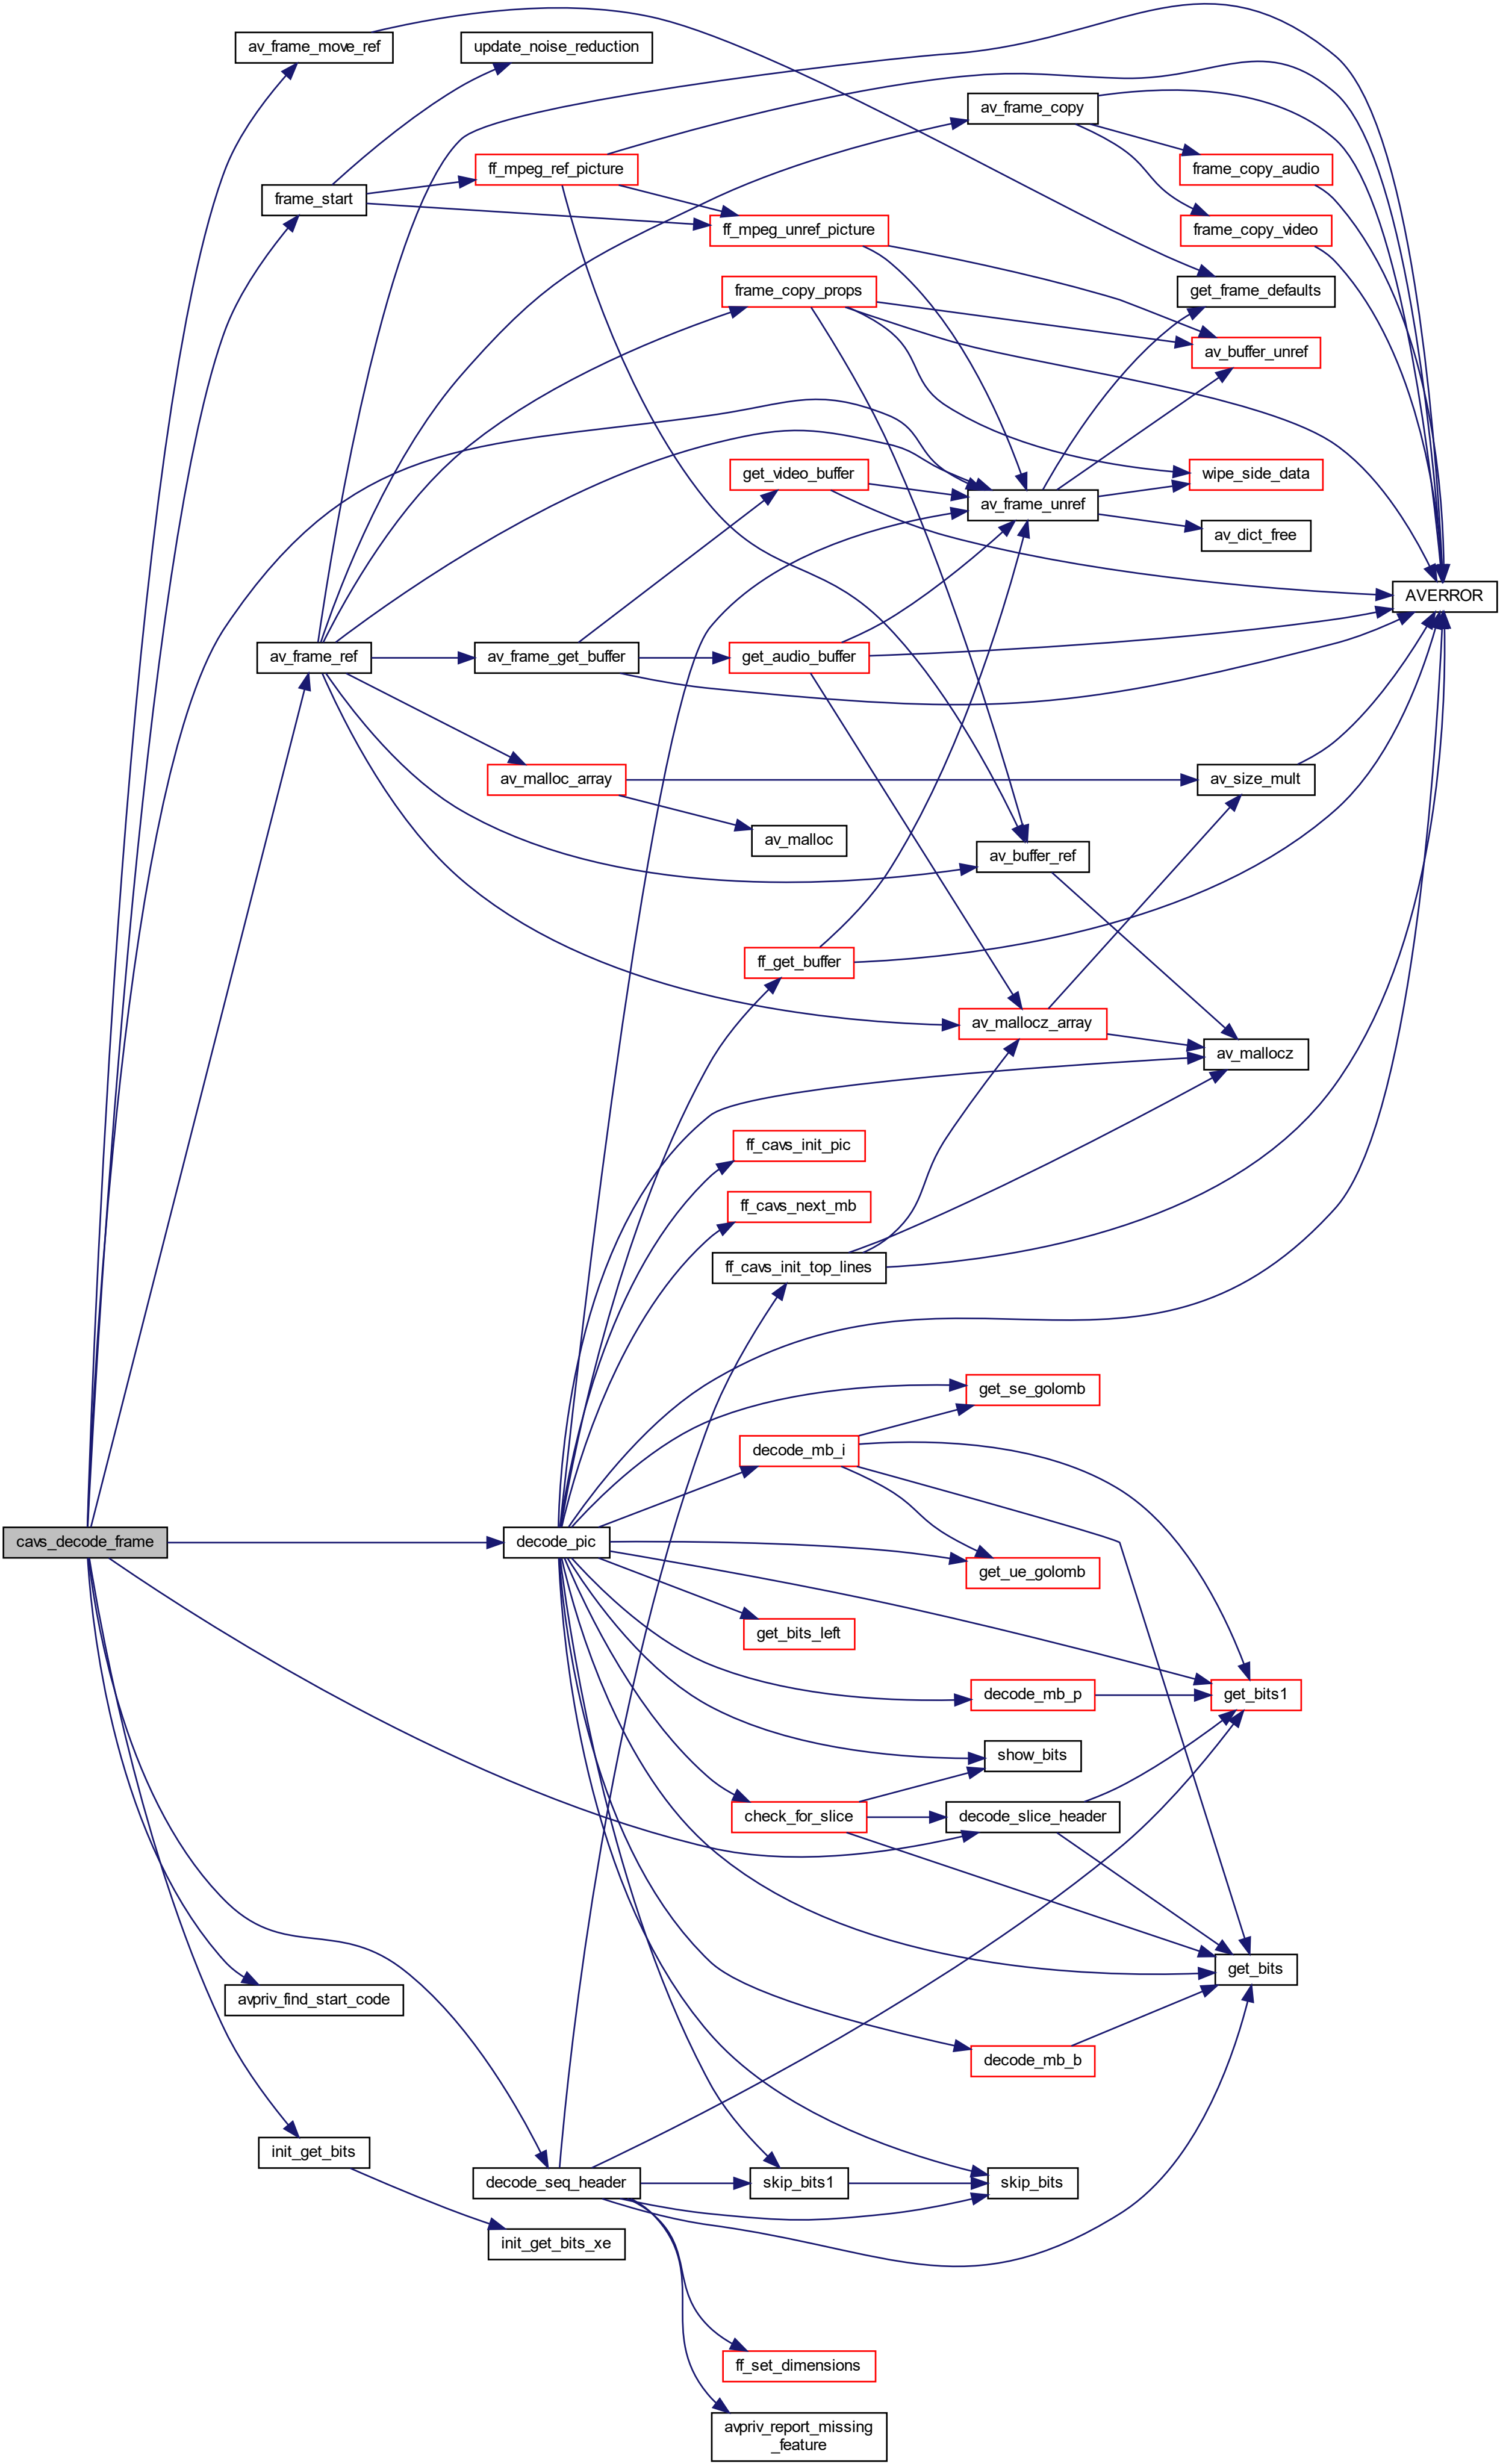 av_frame_move_ref
update_noise_reduction
av_frame_copy
ff_mpeg_ref_picture
frame_copy_audio
frame_start
ff_mpeg_unref_picture
frame_copy_video
frame_copy_props
get_frame_defaults
av_buffer_unref
get_video_buffer
wipe_side_data
av_frame_unref
av_dict_free
AVERROR
av_frame_ref
av_frame_get_buffer
get_audio_buffer
av_malloc_array
av_size_mult
av_malloc
av_buffer_ref
ff_get_buffer
av_mallocz_array
av_mallocz
ff_cavs_init_pic
ff_cavs_next_mb
ff_cavs_init_top_lines
get_se_golomb
decode_mb_i
cavs_decode_frame
decode_pic
get_ue_golomb
get_bits_left
decode_mb_p
get_bits1
show_bits
check_for_slice
decode_slice_header
get_bits
avpriv_find_start_code
decode_mb_b
init_get_bits
decode_seq_header
skip_bits1
skip_bits
init_get_bits_xe
ff_set_dimensions
avpriv_report_missing
_feature